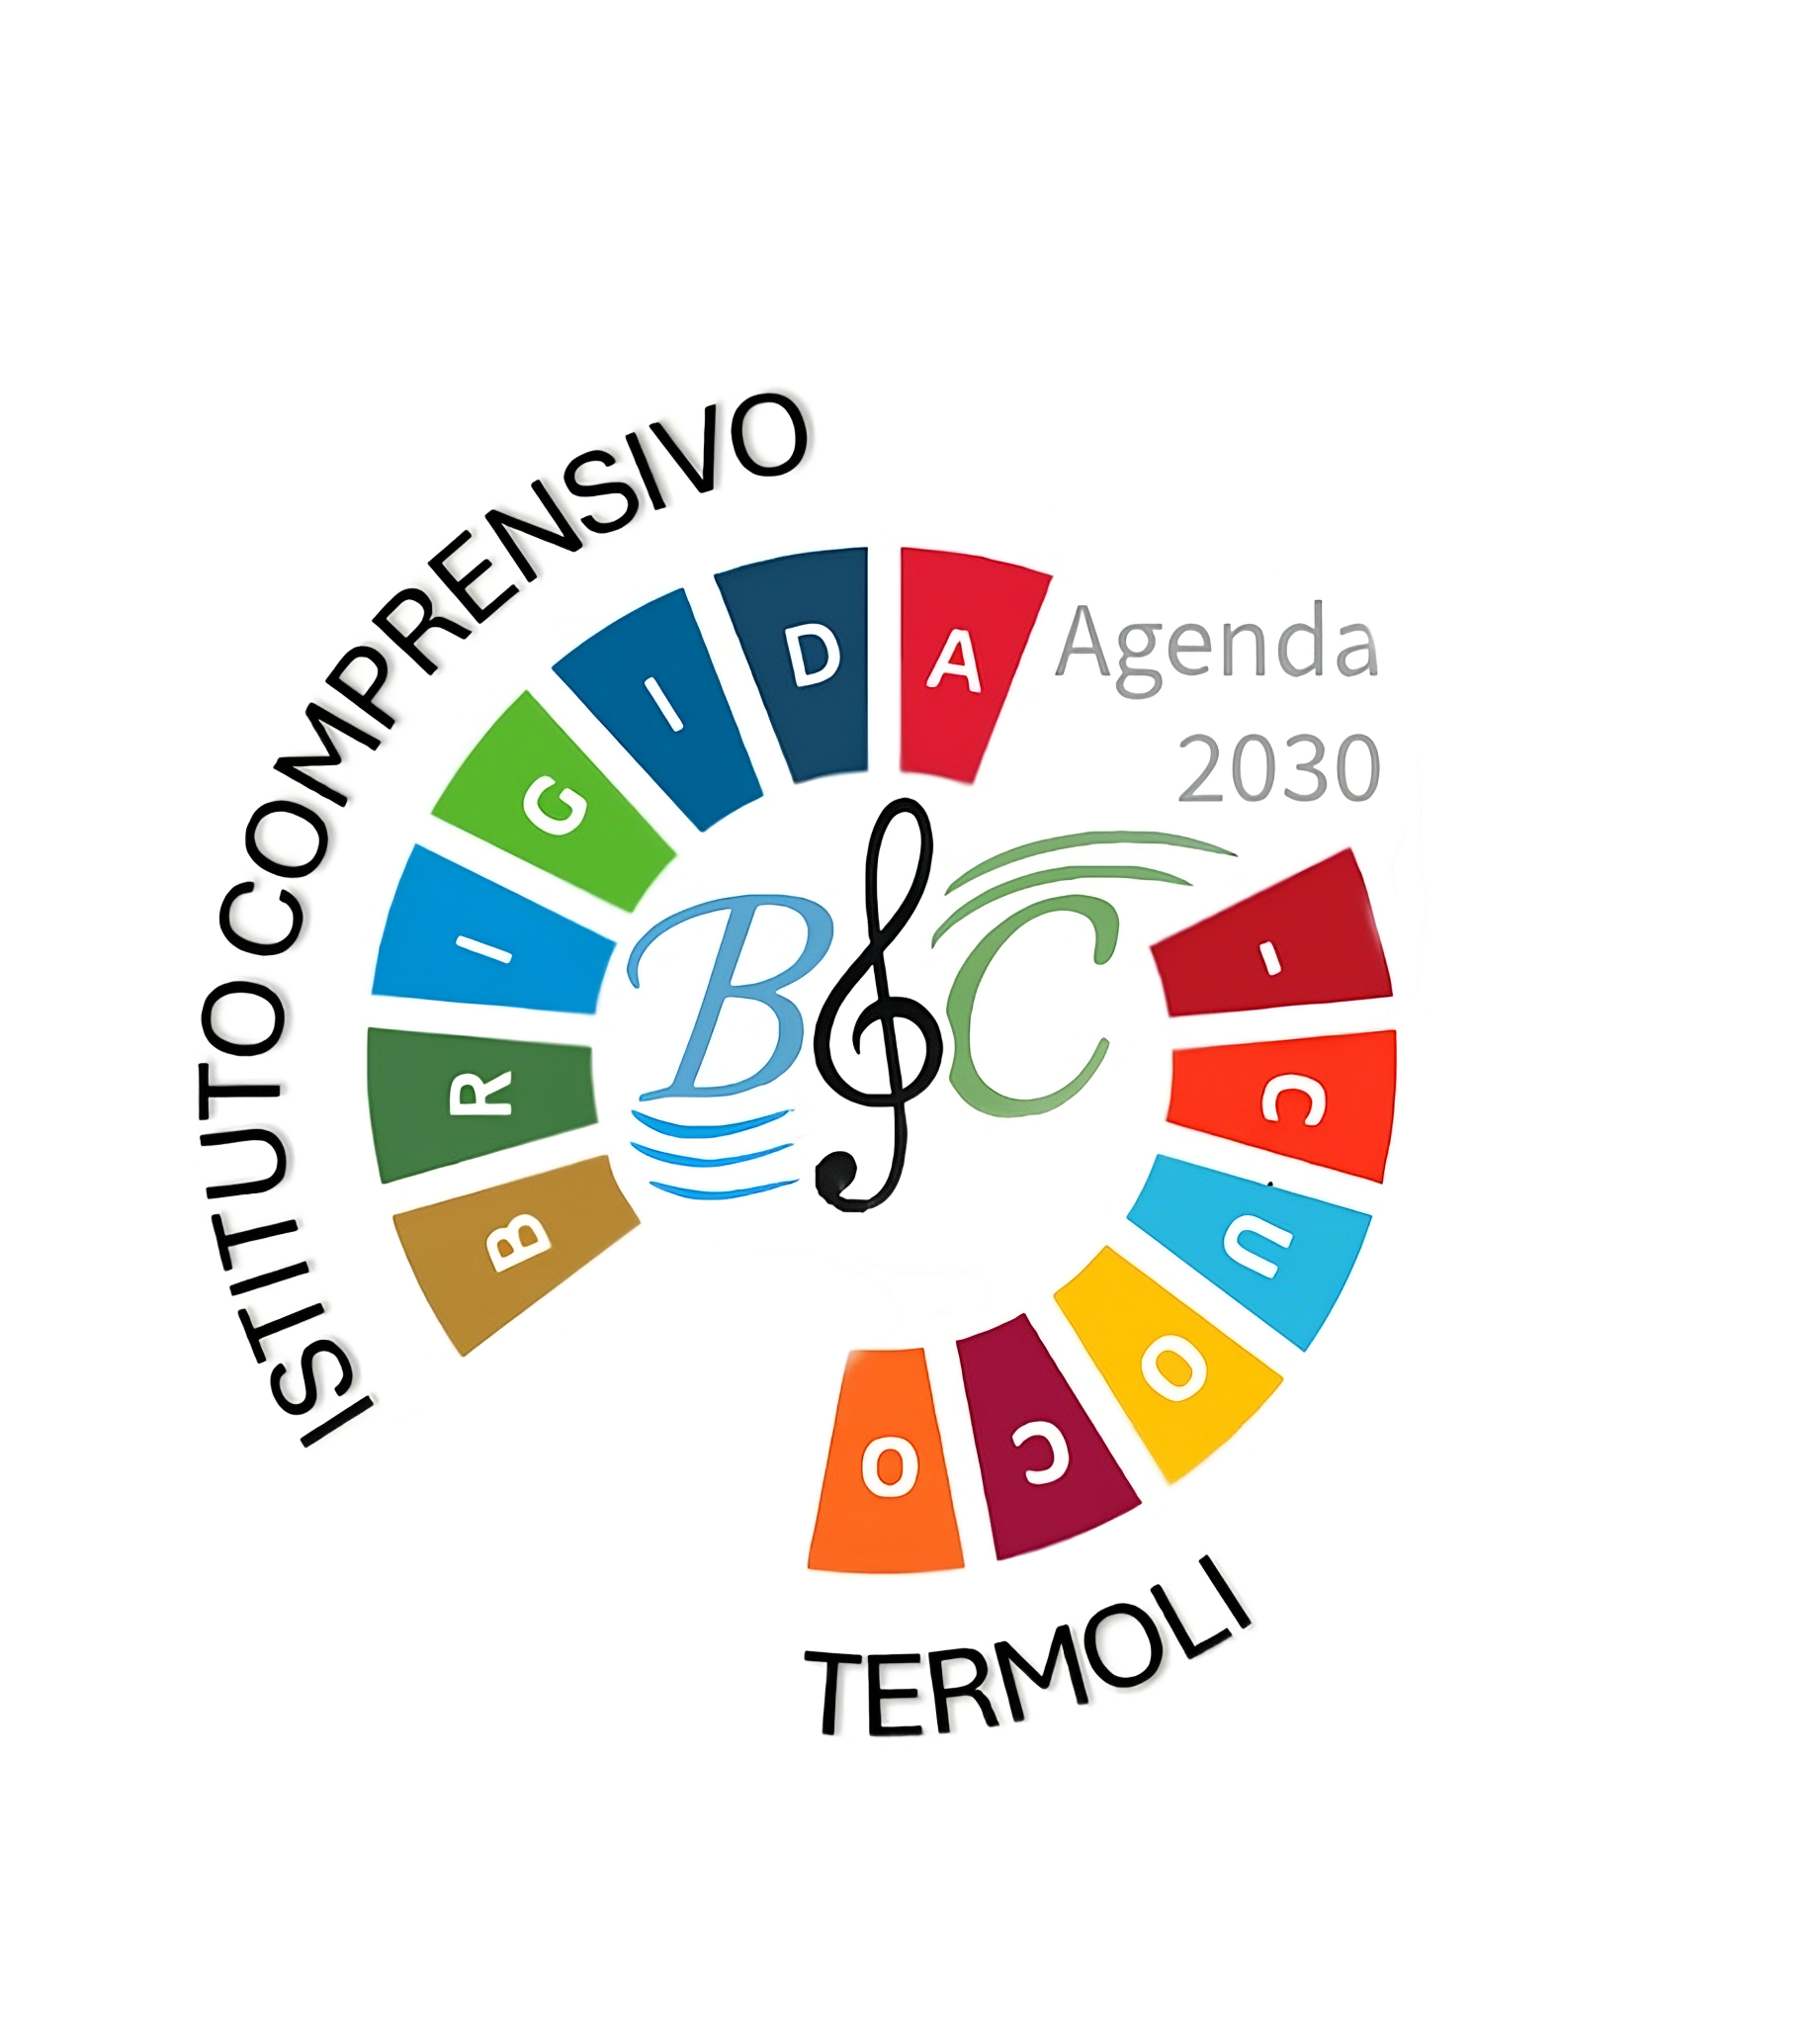 ISTITUTO COMPRENSIVO
BRIGIDA
Agenda
2030
-CUOCO
B C
TERMOLI